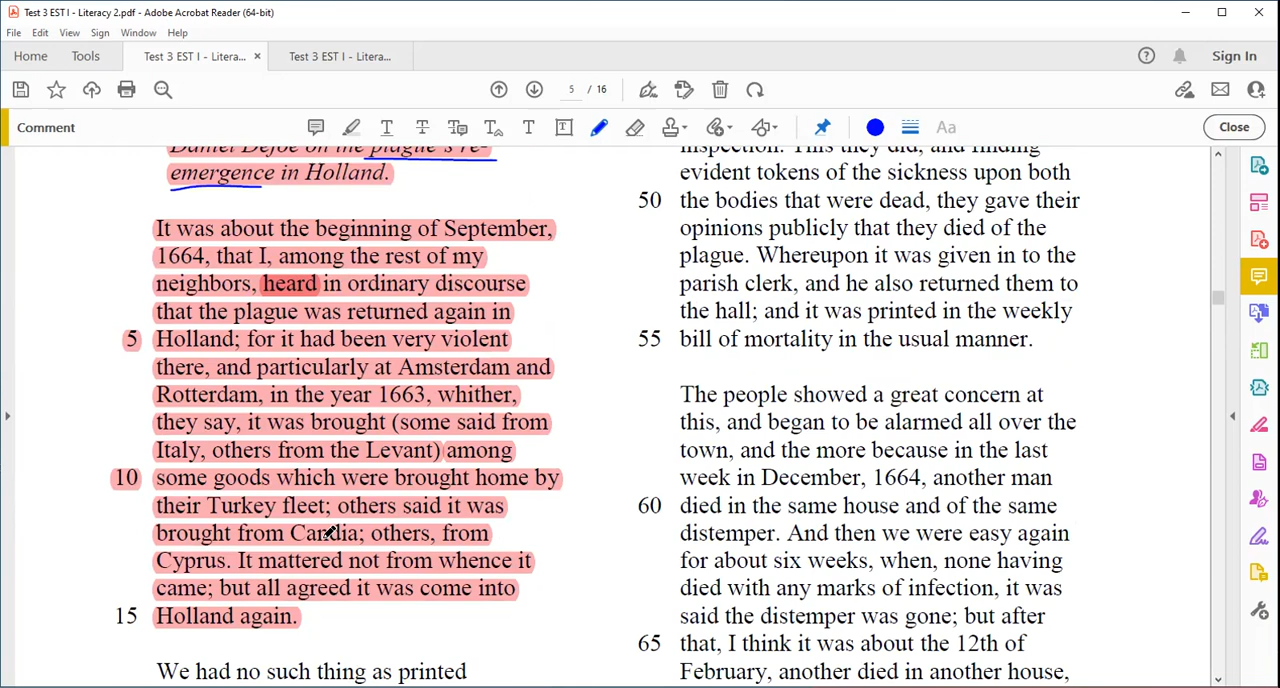 Test 3 EST I - Literacy 2.pdf - Adobe Acrobat Reader (64-bit)
File Edit View Sign Window Help
Home Tools Test 3 EST I - Litera... × Test 3 EST I - Litera... Sign In
5 / 16
Comment Aa Close
Daniel Defoe on the plague's re-
emergence in Holland.
It was about the beginning of September,
1664, that I, among the rest of my
neighbors, heard in ordinary discourse
that the plague was returned again in
5 Holland; for it had been very violent
there, and particularly at Amsterdam and
Rotterdam, in the year 1663, whither,
they say, it was brought (some said from
Italy, others from the Levant) among
10 some goods which were brought home by
their Turkey fleet; others said it was
brought from Candia; others, from
Cyprus. It mattered not from whence it
came; but all agreed it was come into
15 Holland again.
We had no such thing as printed
inspection. This they did, and finding
evident tokens of the sickness upon both
50 the bodies that were dead, they gave their
opinions publicly that they died of the
plague. Whereupon it was given in to the
parish clerk, and he also returned them to
the hall; and it was printed in the weekly
55 bill of mortality in the usual manner.
The people showed a great concern at
this, and began to be alarmed all over the
town, and the more because in the last
week in December, 1664, another man
60 died in the same house and of the same
distemper. And then we were easy again
for about six weeks, when, none having
died with any marks of infection, it was
said the distemper was gone; but after
65 that, I think it was about the 12th of
February, another died in another house,